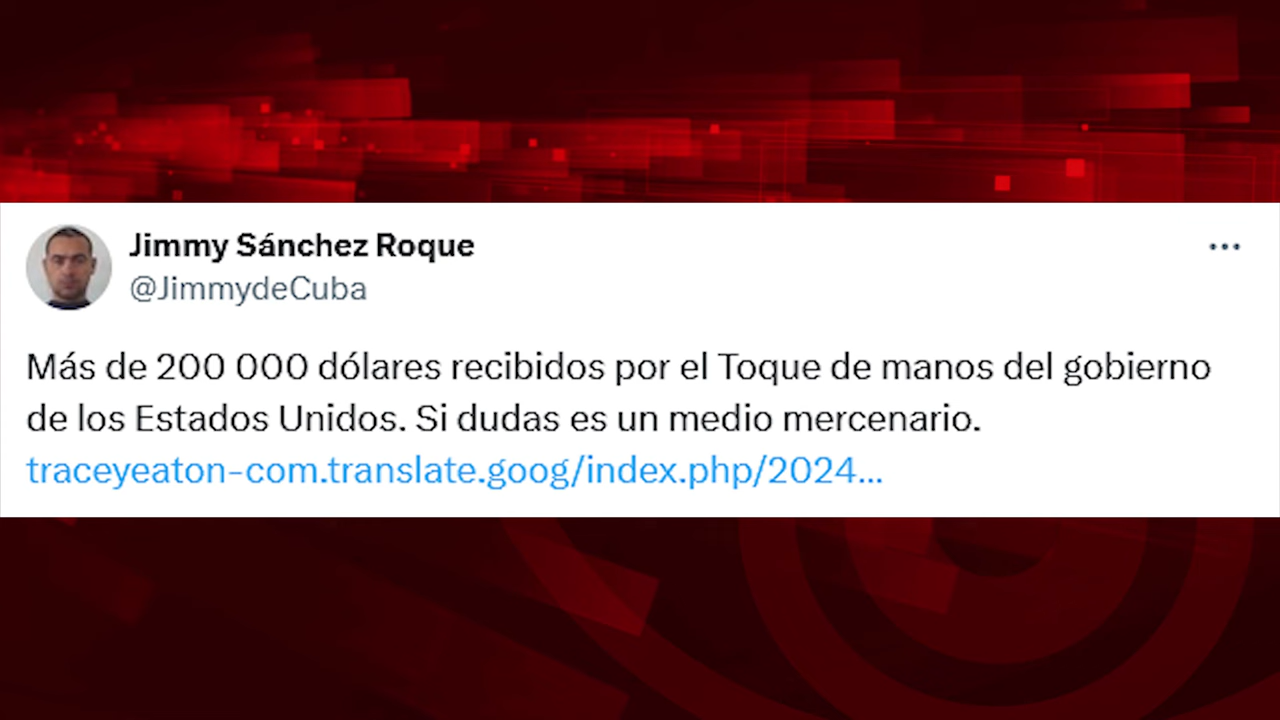 Jimmy Sánchez Roque
@JimmydeCuba
Más de 200 000 dólares recibidos por el Toque de manos del gobierno
de los Estados Unidos. Si dudas es un medio mercenario.
traceyeaton-com.translate.goog/index.php/2024...